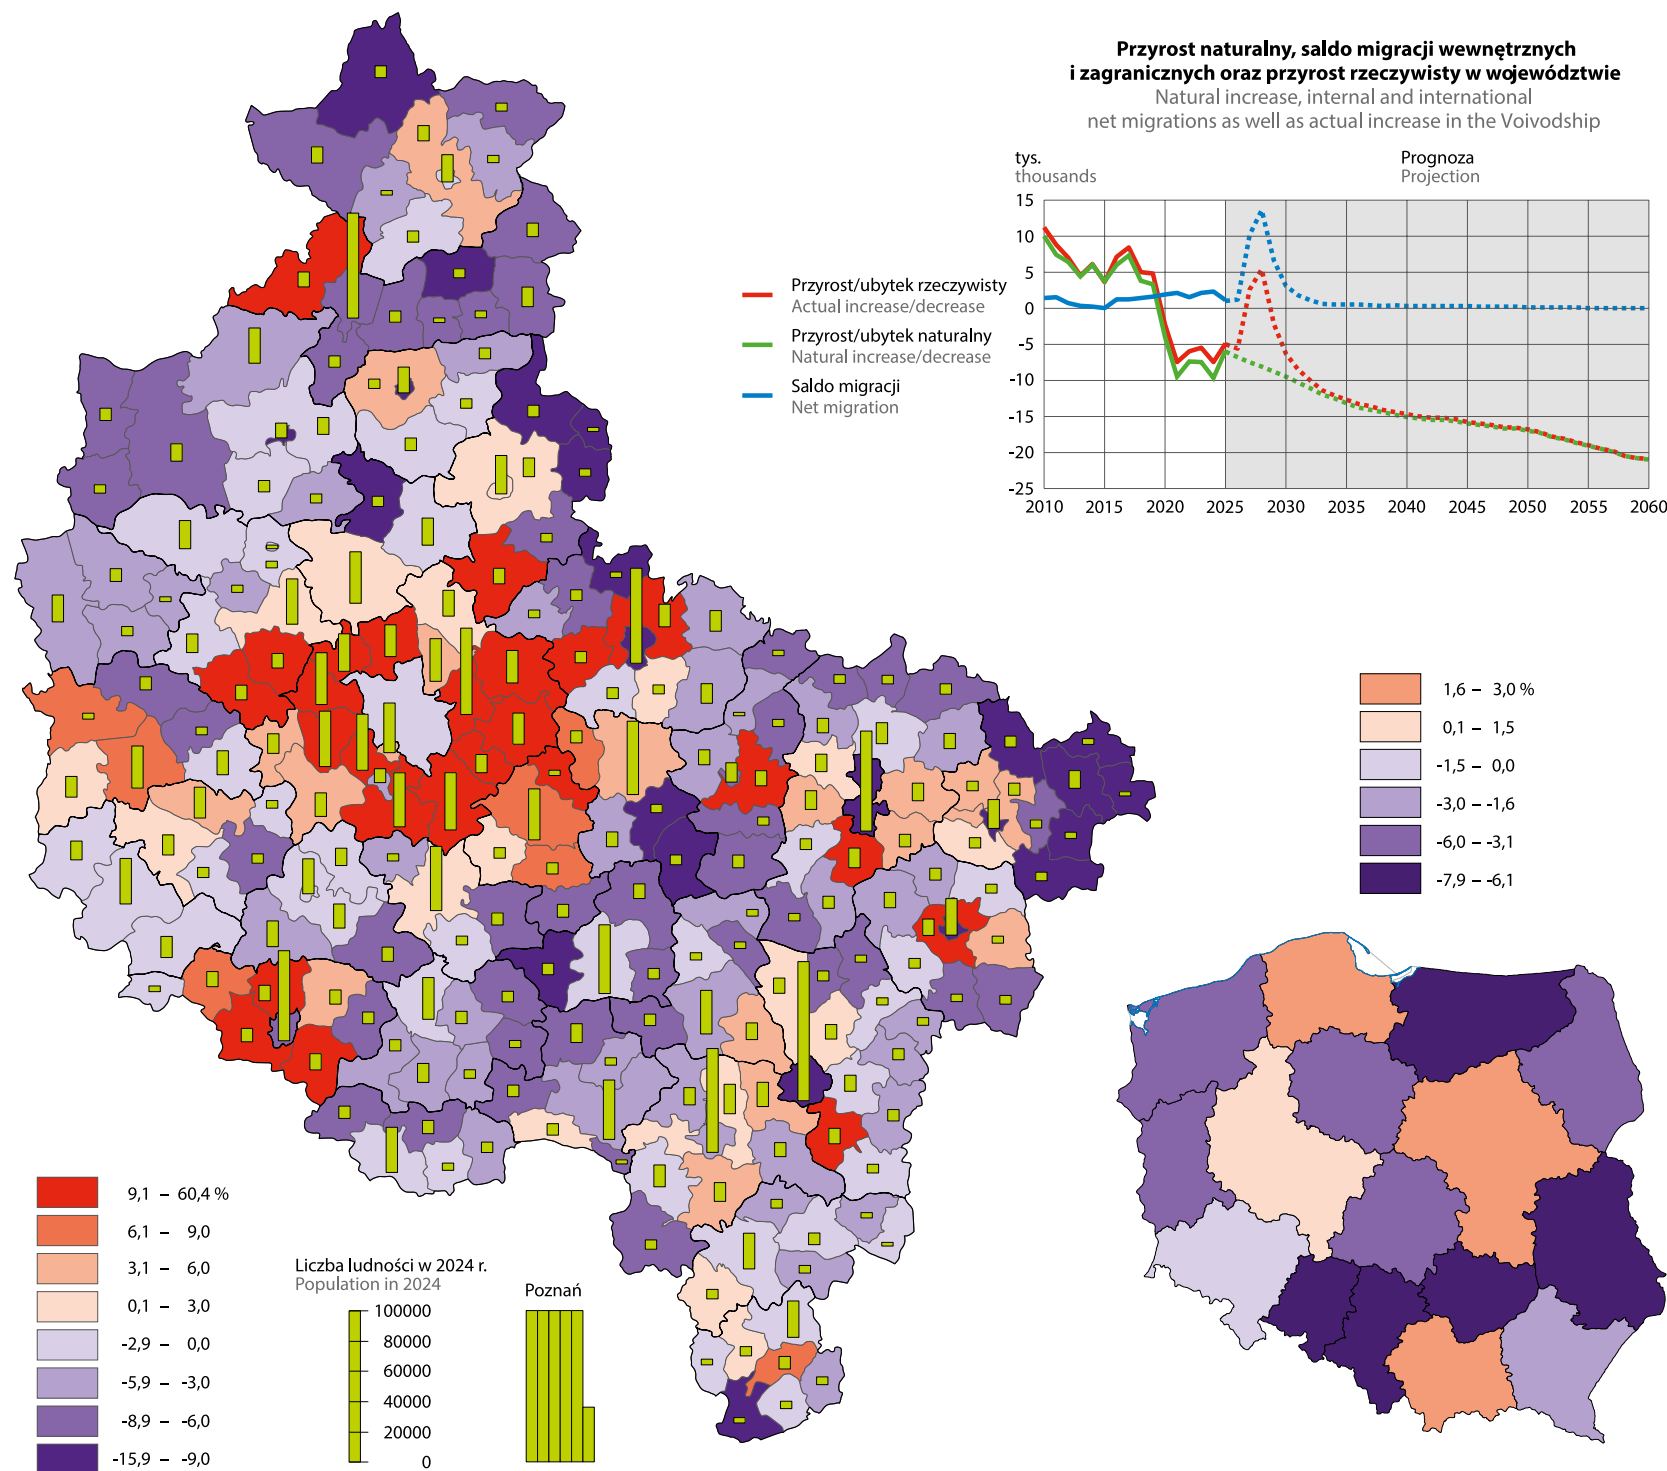 Przyrost naturalny, saldo migracji wewnętrznych
i zagranicznych oraz przyrost rzeczywisty w województwie
Natural increase, internal and international
net migrations as well as actual increase in the Voivodship
tys.
thousands
Prognoza
Projection
15
10
5
0
-5
-10
-15
-20
-25
2010 2015 2020 2025 2030 2035 2040 2045 2050 2055 2060
Przyrost/ubytek rzeczywisty
Actual increase/decrease
Przyrost/ubytek naturalny
Natural increase/decrease
Saldo migracji
Net migration
1,6 – 3,0 %
0,1 – 1,5
-1,5 – 0,0
-3,0 – -1,6
-6,0 – -3,1
-7,9 – -6,1
9,1 – 60,4 %
6,1 – 9,0
3,1 – 6,0
0,1 – 3,0
-2,9 – 0,0
-5,9 – -3,0
-8,9 – -6,0
-15,9 – -9,0
Liczba ludności w 2024 r.
Population in 2024
100000
80000
60000
40000
20000
0
Poznań